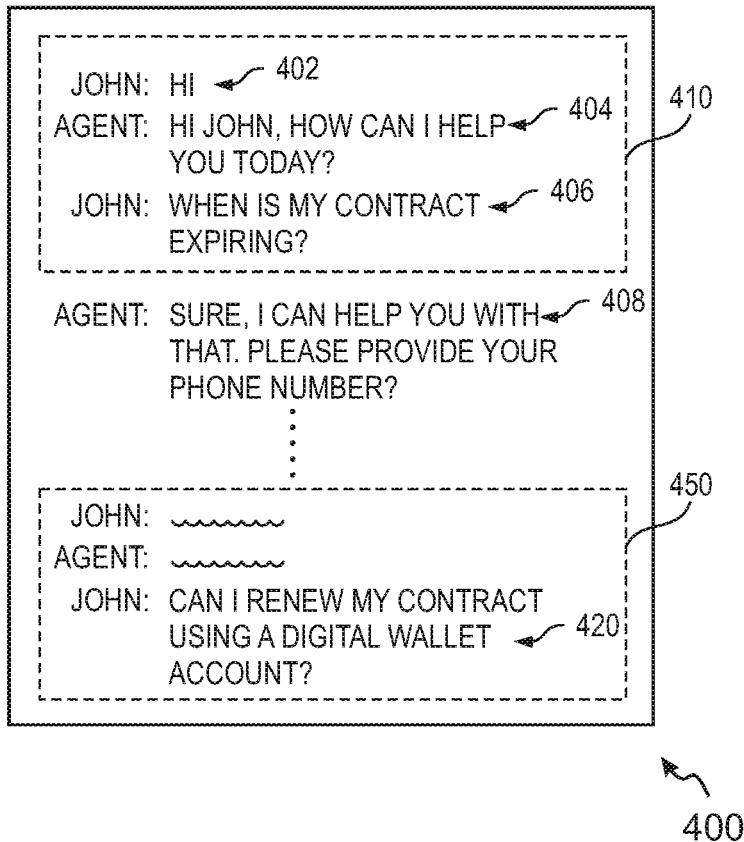 JOHN: HI 402
AGENT: HI JOHN, HOW CAN I HELP 404 410
YOU TODAY?
JOHN: WHEN IS MY CONTRACT 406
EXPIRING?
AGENT: SURE, I CAN HELP YOU WITH 408
THAT. PLEASE PROVIDE YOUR
PHONE NUMBER?
450
JOHN:
AGENT:
JOHN: CAN I RENEW MY CONTRACT
USING A DIGITAL WALLET 420
ACCOUNT?
400